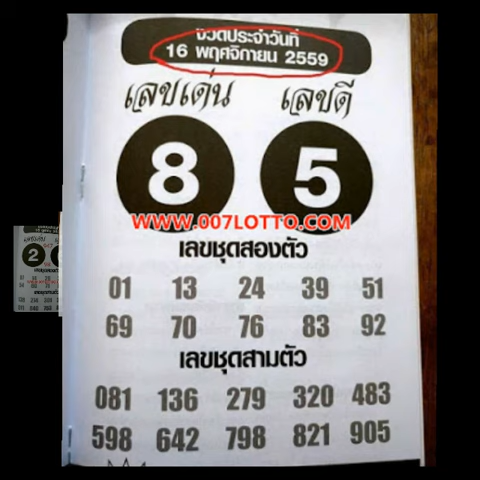 งวดประจำวันที่
16 พฤศจิกายน 2559
เลขเด่น เลขดี
8 5
WWW.007LOTTO.COM
เลขชุดสองตัว
01 13 24 39 51
69 70 76 83 92
เลขชุดสามตัว
081 136 279 320 483
598 642 798 821 905
2